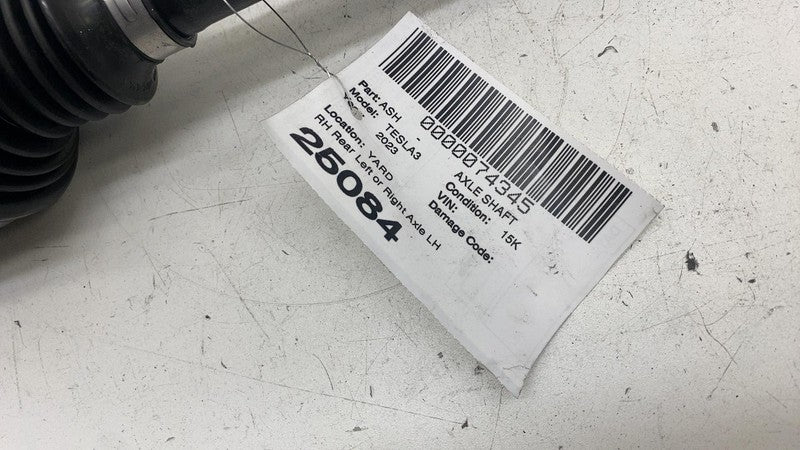 0000074345
Part: ASH - AXLE SHAFT
Model: TESLA3 Condition: 15K
2023 VIN:
Location: YARD Damage Code:
RH Rear Left or Right Axle LH
25084